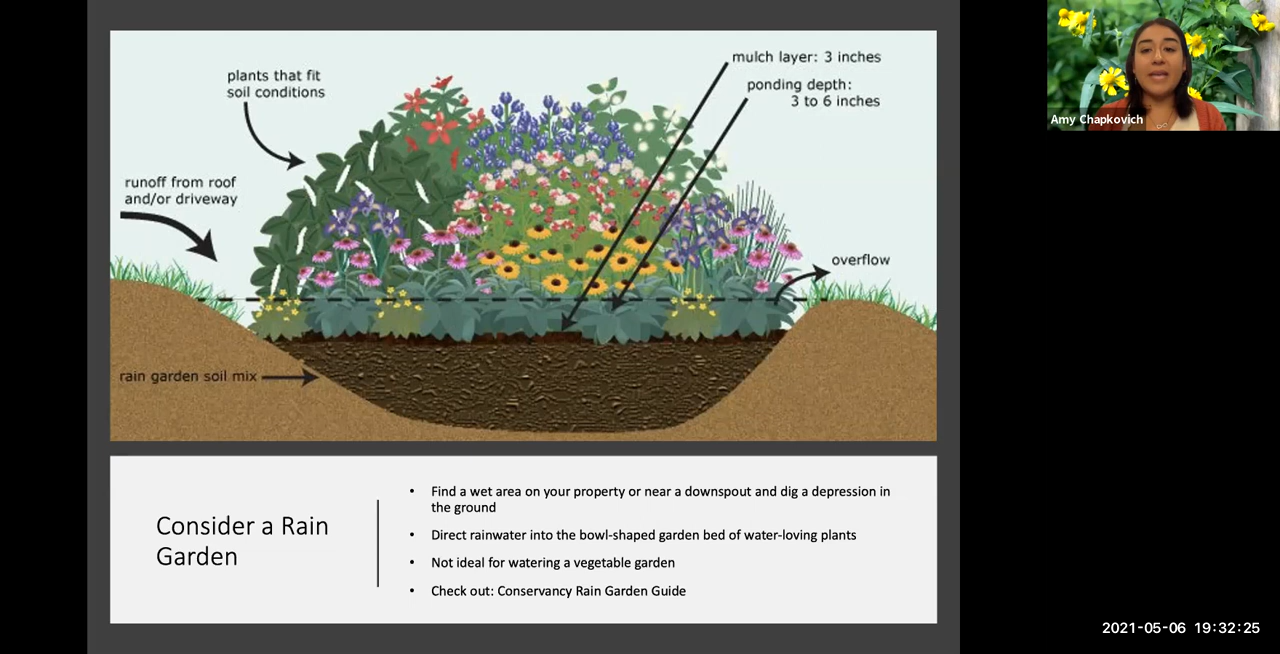 plants that fit
soil conditions
mulch layer: 3 inches
ponding depth:
3 to 6 inches
runoff from roof
and/or driveway
overflow
rain garden soil mix
Consider a Rain
Garden
• Find a wet area on your property or near a downspout and dig a depression in
the ground
• Direct rainwater into the bowl-shaped garden bed of water-loving plants
• Not ideal for watering a vegetable garden
• Check out: Conservancy Rain Garden Guide
Amy Chapkovich
2021-05-06 19:32:25